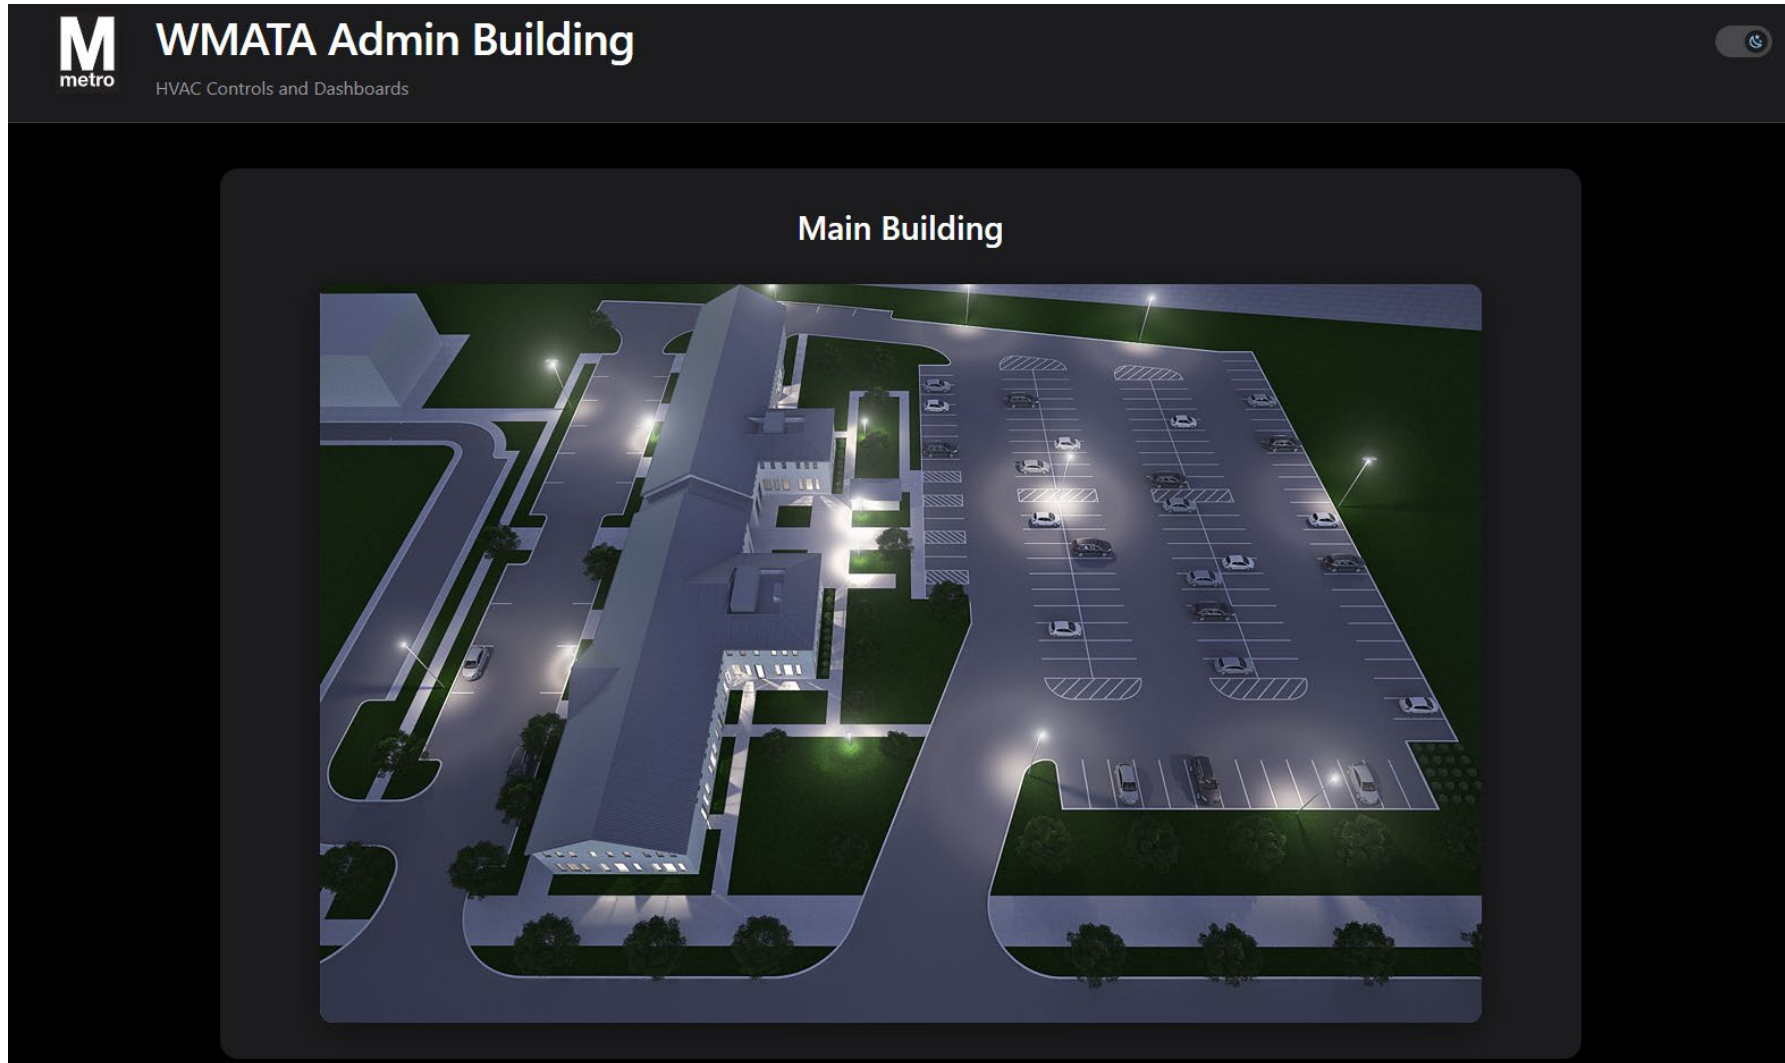 M
metro
WMATA Admin Building
HVAC Controls and Dashboards
Main Building